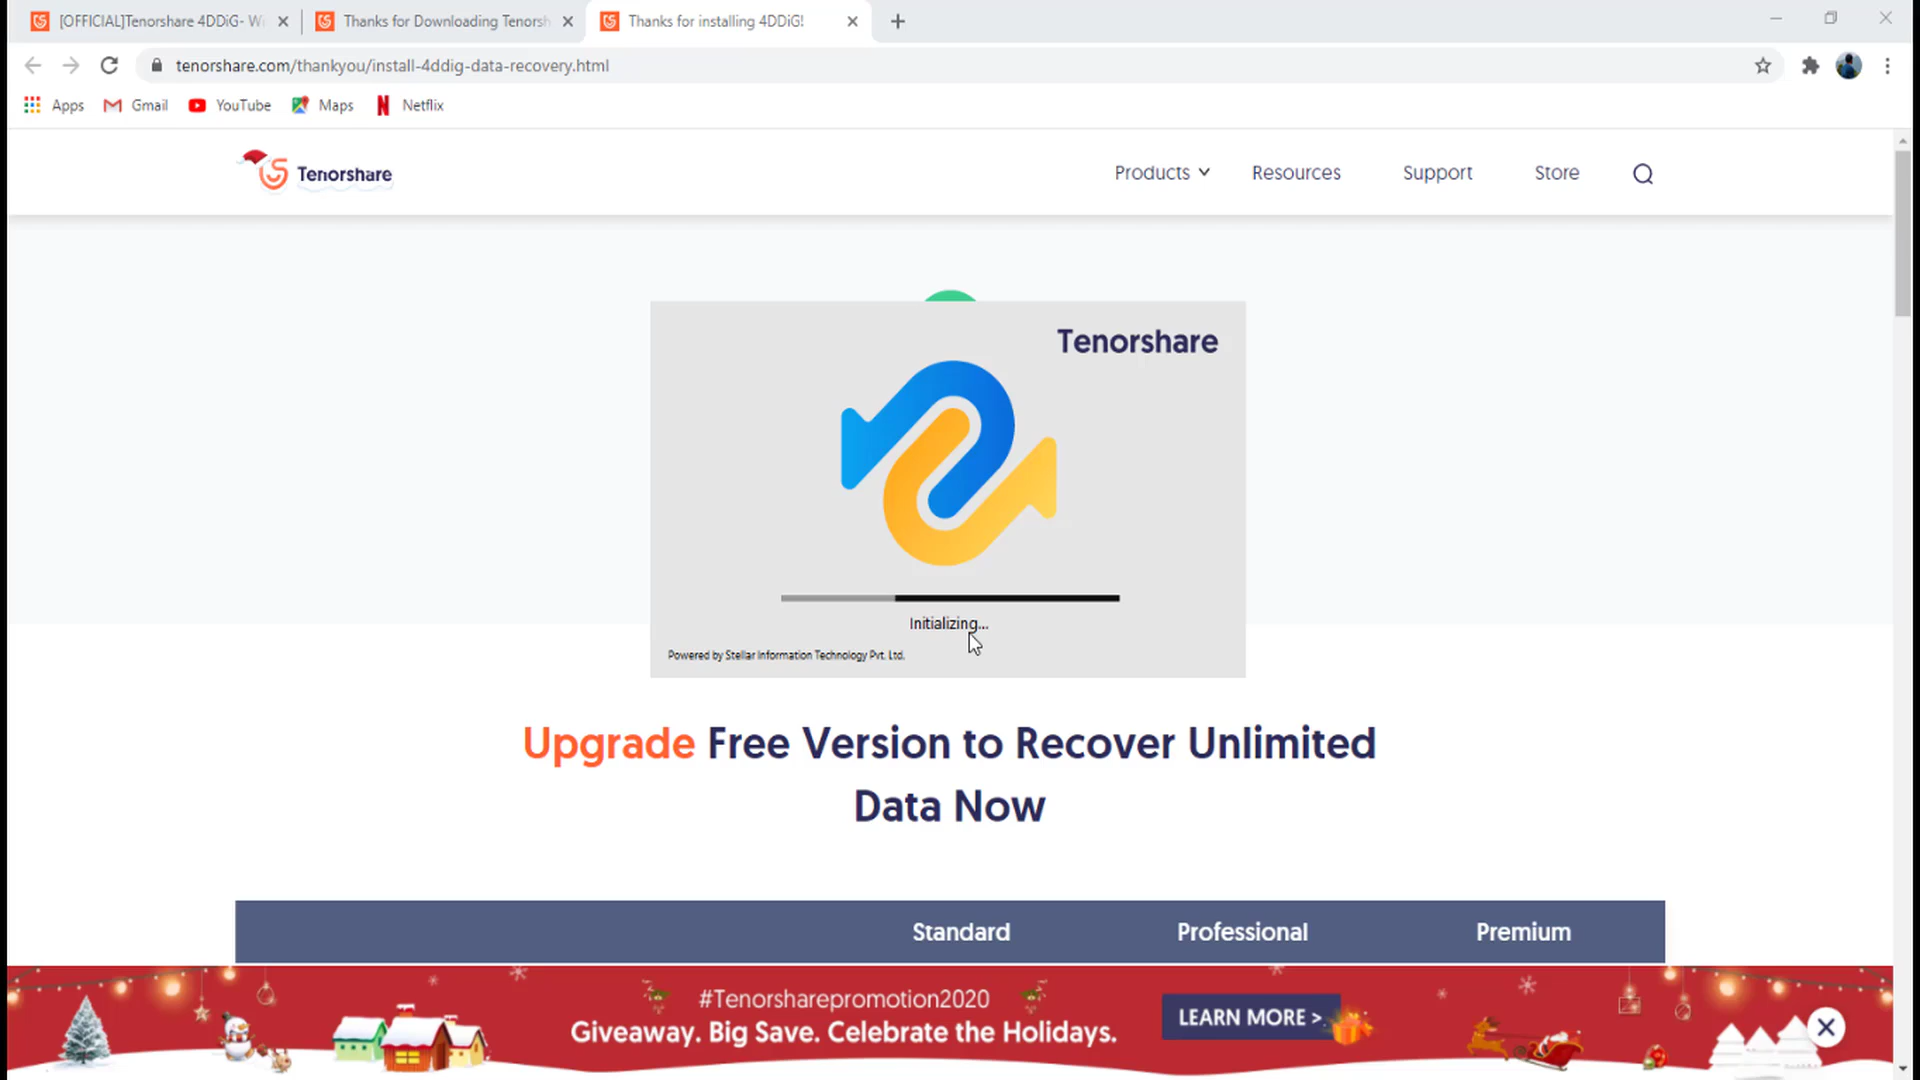 [OFFICIAL]Tenorshare 4DDiG- W
Thanks for Downloading Tenorsh
Thanks for installing 4DDiG!
tenorshare.com/thankyou/install-4ddig-data-recovery.html
Apps
Gmail
YouTube
Maps
Netflix
Tenorshare
Products
Resources
Support
Store
Tenorshare
Initializing...
Powered by Stellar Information Technology Pvt. Ltd.
Upgrade Free Version to Recover Unlimited
Data Now
Standard
Professional
Premium
#Tenorsharepromotion2020
Giveaway. Big Save. Celebrate the Holidays.
LEARN MORE >